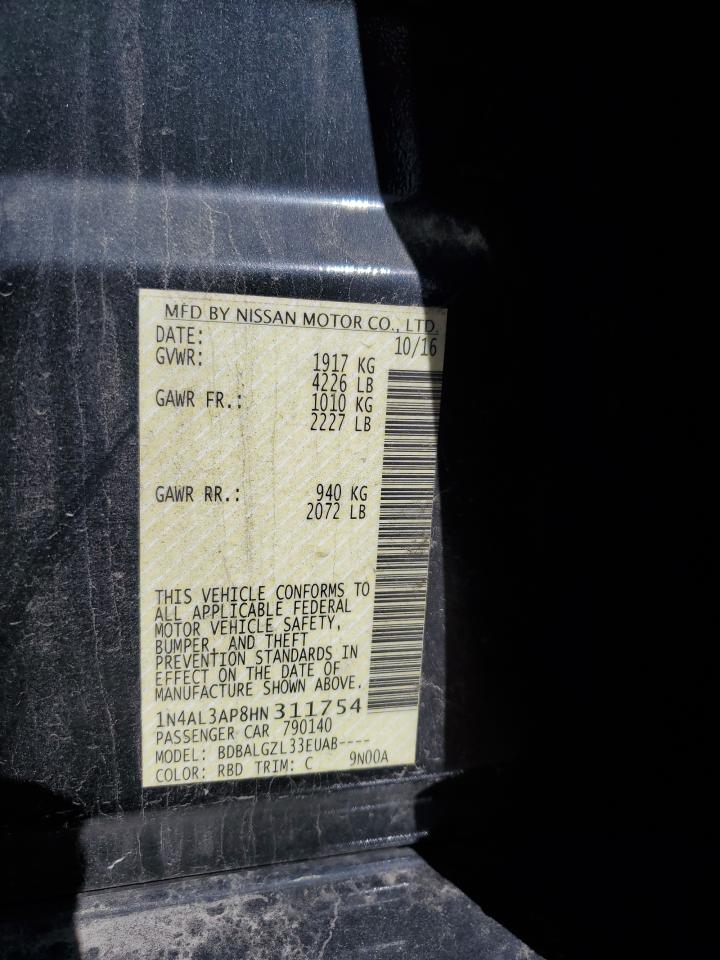 MFD BY NISSAN MOTOR CO., LTD.
DATE: 10/16
GVWR: 1917 KG
4226 LB
GAWR FR.: 1010 KG
2227 LB
GAWR RR.: 940 KG
2072 LB
THIS VEHICLE CONFORMS TO
ALL APPLICABLE FEDERAL
MOTOR VEHICLE SAFETY,
BUMPER, AND THEFT
PREVENTION STANDARDS IN
EFFECT ON THE DATE OF
MANUFACTURE SHOWN ABOVE.
1N4AL3AP8HN311754
PASSENGER CAR 790140
MODEL: BDBALGZL33EUAB----
COLOR: RBD TRIM: C 9N00A